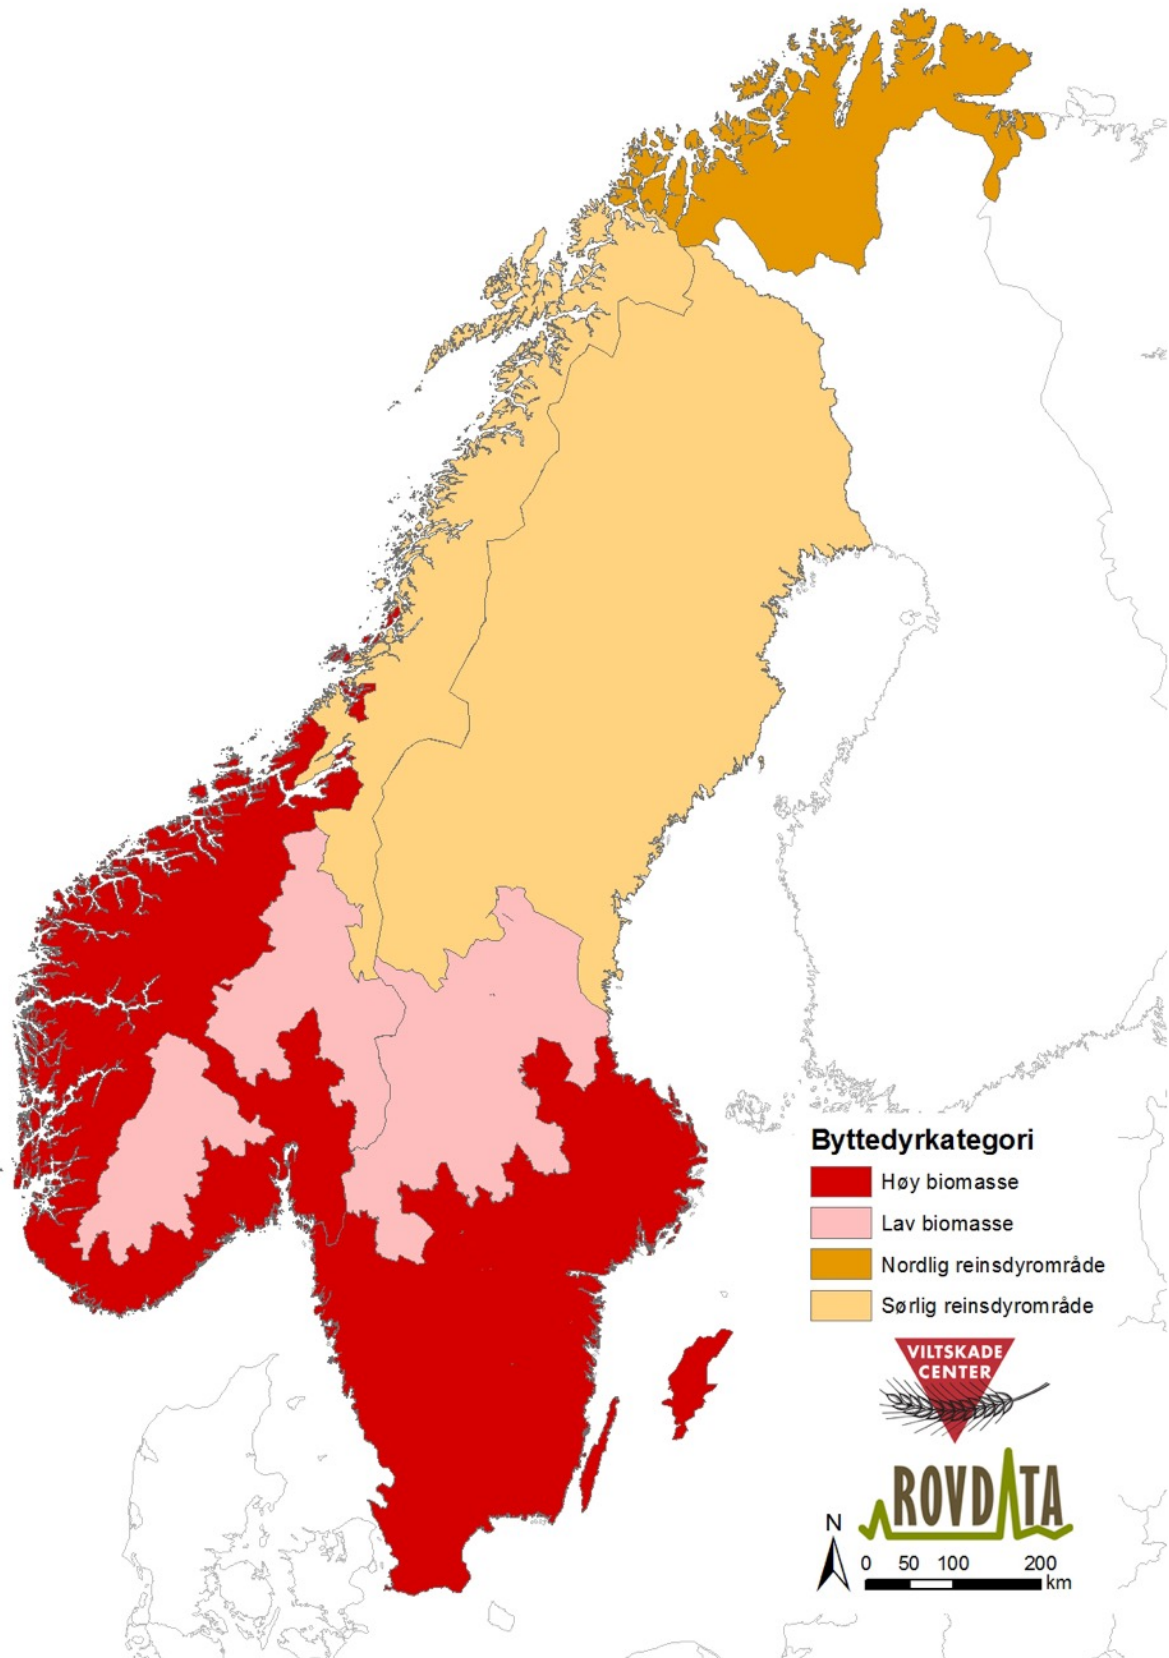 Byttedyrkategori
Høy biomasse
Lav biomasse
Nordlig reinsdyrområde
Sørlig reinsdyrområde
VILTSKADE
CENTER
ROVDATA
N
0 50 100 200
km